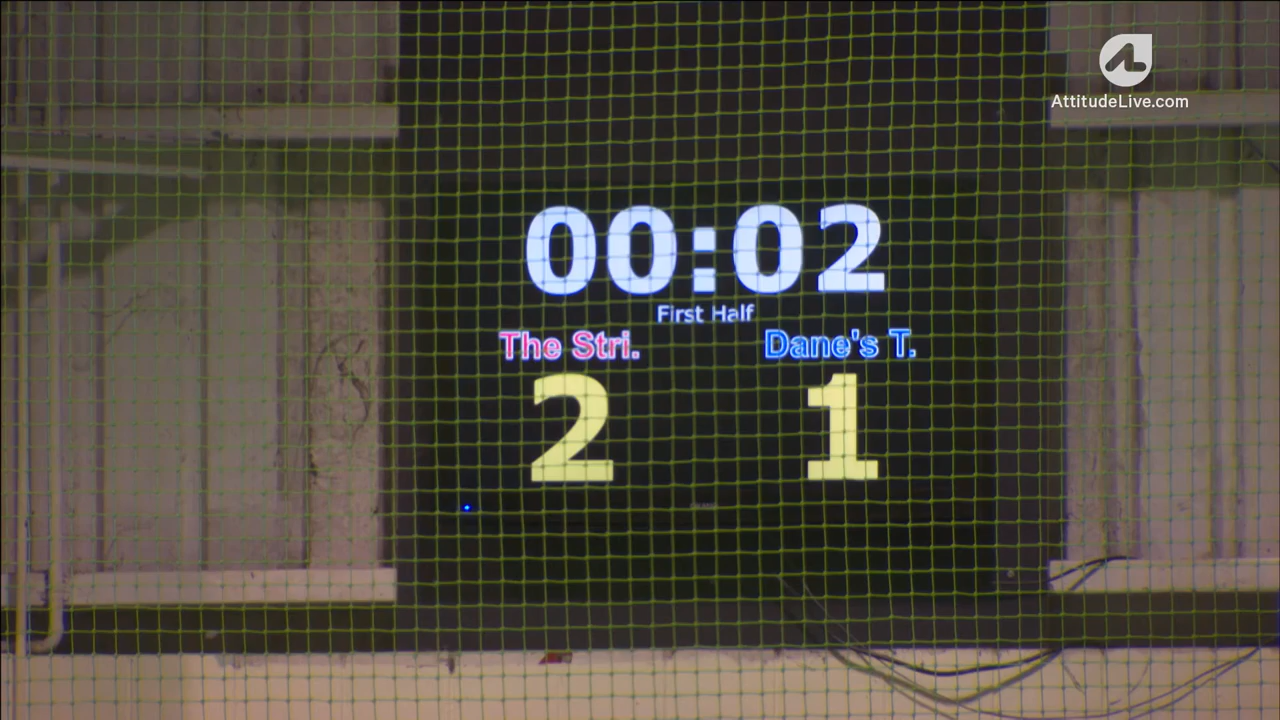 AttitudeLive.com
00:02
First Half
The Stri. Dane's T.
2 1